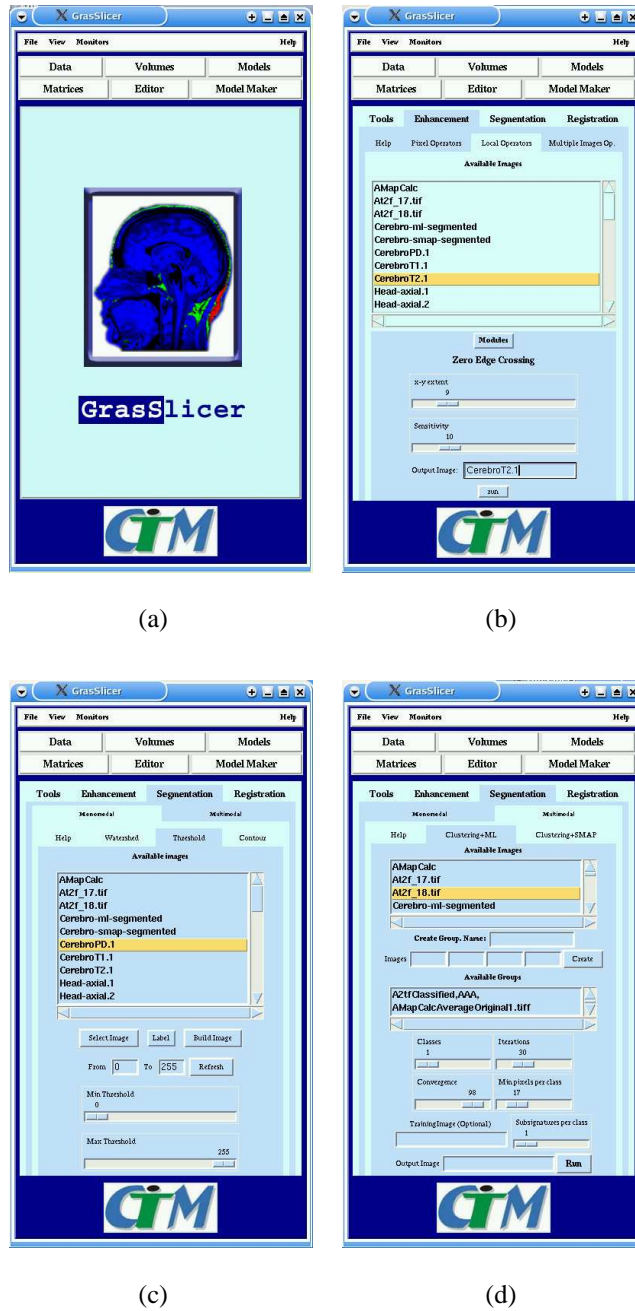 GrasSlicer
File View Monitors Help
Data Volumes Models
Matrices Editor Model Maker
GrasSlicer
CTM
(a)
GrasSlicer
File View Monitors Help
Data Volumes Models
Matrices Editor Model Maker
Tools Enhancement Segmentation Registration
Help Pixel Operators Local Operators Multiple Images Op.
Available Images
AMapCalc
At2f_17.tif
At2f_18.tif
Cerebro-ml-segmented
Cerebro-smap-segmented
CerebroPD.1
CerebroT1.1
CerebroT2.1
Head-axial.1
Head-axial.2
Modules
Zero Edge Crossing
x-y extent
9
Sensitivity
10
Output Image: CerebroT2.1
run
CTM
(b)
GrasSlicer
File View Monitors Help
Data Volumes Models
Matrices Editor Model Maker
Tools Enhancement Segmentation Registration
Monomodal Multimodal
Help Watershed Threshold Contour
Available images
AMapCalc
At2f_17.tif
At2f_18.tif
Cerebro-ml-segmented
Cerebro-smap-segmented
CerebroPD.1
CerebroT1.1
CerebroT2.1
Head-axial.1
Head-axial.2
Select Image Label Build Image
From 0 To 255 Refresh
Min Threshold
0
Max Threshold
255
CTM
(c)
GrasSlicer
File View Monitors Help
Data Volumes Models
Matrices Editor Model Maker
Tools Enhancement Segmentation Registration
Monomodal Multimodal
Help Clustering+ML Clustering+SMAP
Available Images
AMapCalc
At2f_17.tif
At2f_18.tif
Cerebro-ml-segmented
Create Group. Name:
Images Create
Available Groups
A2tfClassified,AAA,
AMapCalcAverageOriginal1.tiff
Classes Iterations
1 30
Convergence Min pixels per class
98 17
TrainingImage (Optional) Subsignatures per class
1
Output Image Run
CTM
(d)